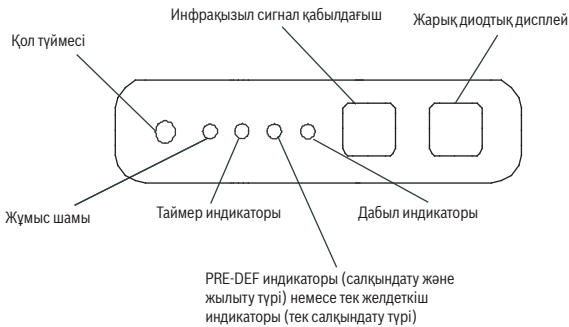 Инфрақызыл сигнал қабылдағыш
Жарық диодтық дисплей
Қол түймесі
Жұмыс шамы
Таймер индикаторы
Дабыл индикаторы
PRE-DEF индикаторы (салқындату және
жылыту түрі) немесе тек желдеткіш
индикаторы (тек салқындату түрі)